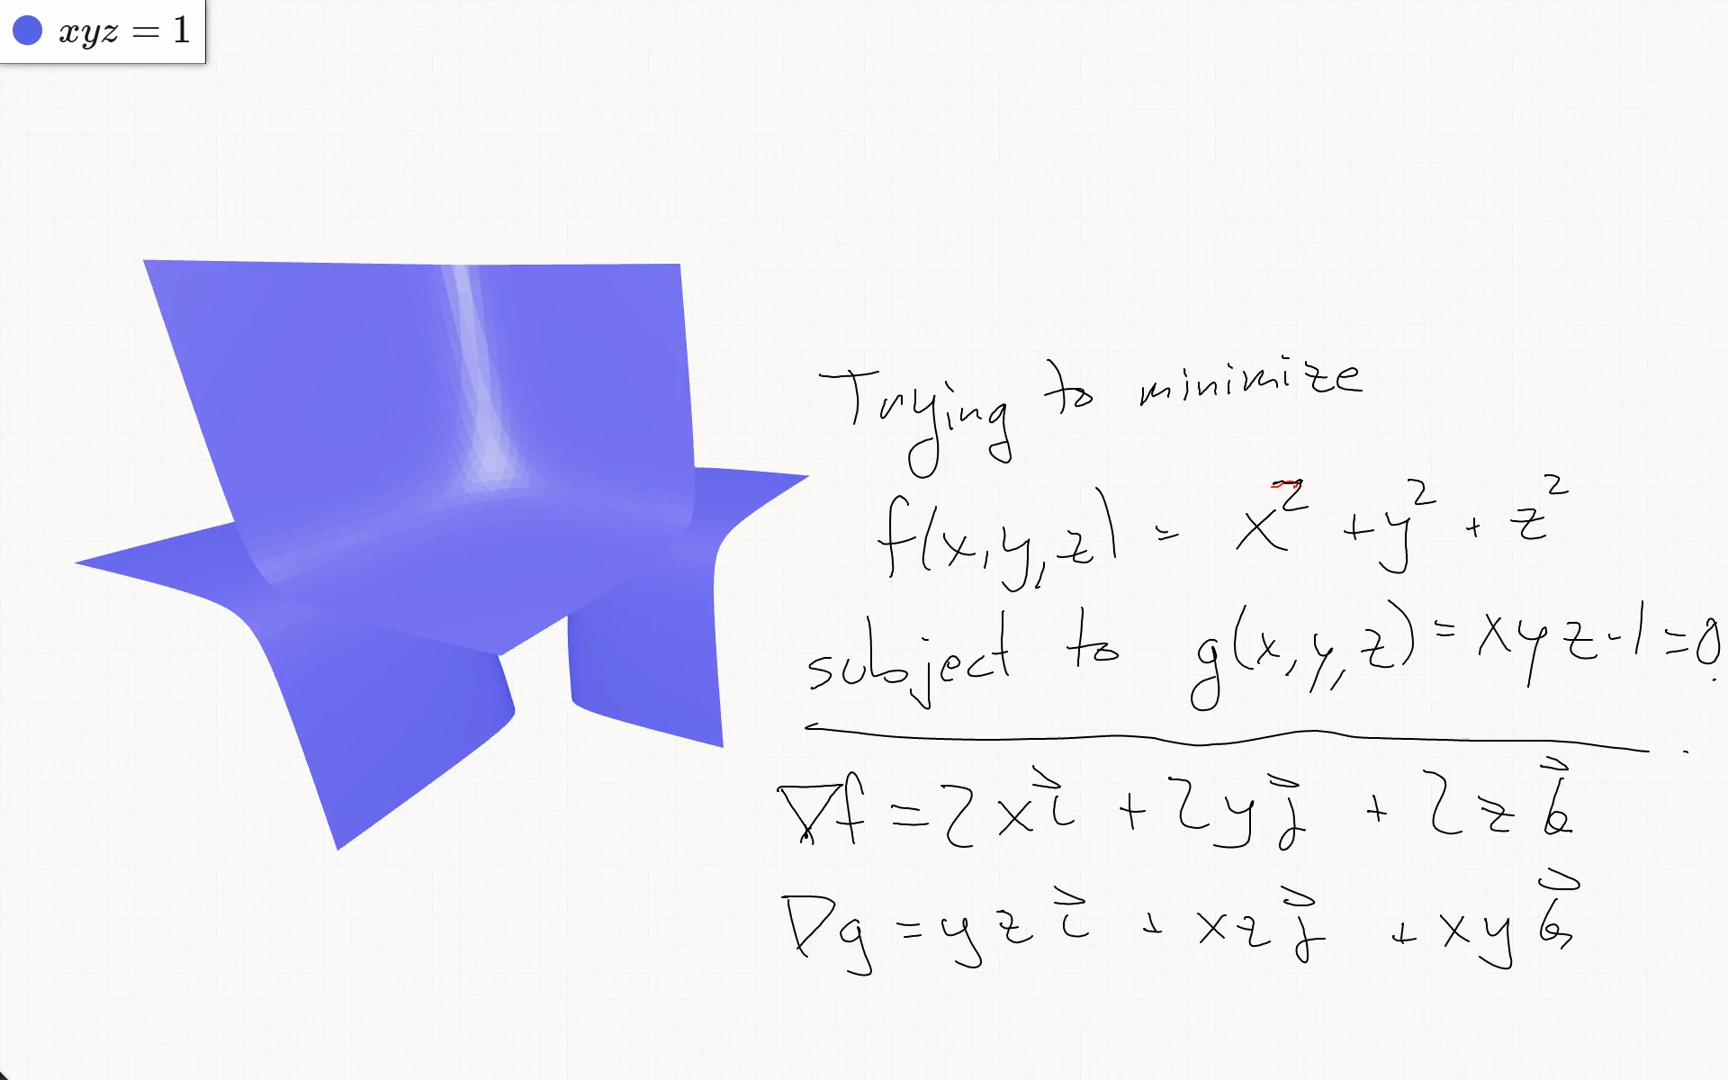 xyz = 1
Trying to minimize
f(x,y,z) = x² + y² + z²
subject to g(x,y,z) = xyz-1=0.
∇f = 2x i⃗ + 2y j⃗ + 2z k⃗
∇g = yz i⃗ + xz j⃗ + xy k⃗